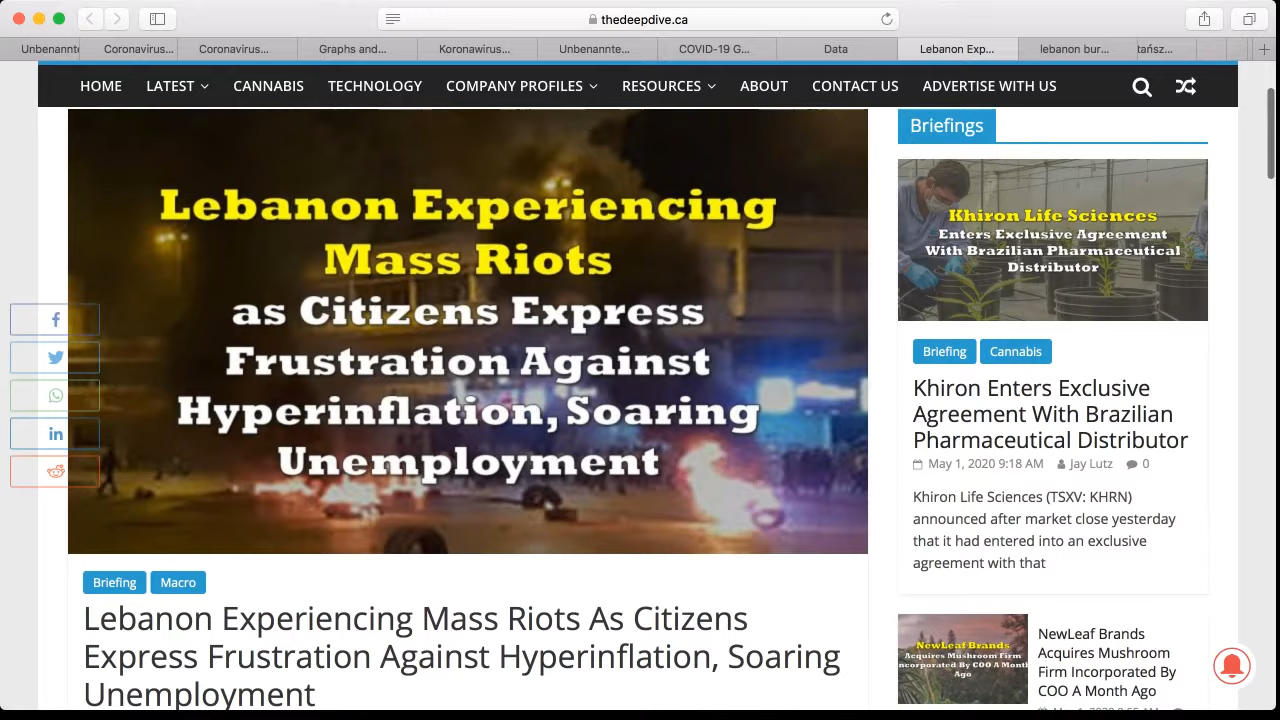 thedeepdive.ca
Unbenannt
Coronavirus...
Coronavirus...
Graphs and...
Koronawirus...
Unbenannte...
COVID-19 G...
Data
Lebanon Exp...
lebanon bur...
HOME
LATEST
CANNABIS
TECHNOLOGY
COMPANY PROFILES
RESOURCES
ABOUT
CONTACT US
ADVERTISE WITH US
Lebanon Experiencing
Mass Riots
as Citizens Express
Frustration Against
Hyperinflation, Soaring
Unemployment
Briefing
Macro
Lebanon Experiencing Mass Riots As Citizens
Express Frustration Against Hyperinflation, Soaring
Unemployment
Briefings
Khiron Life Sciences
Enters Exclusive Agreement
With Brazilian Pharmaceutical
Distributor
Briefing
Cannabis
Khiron Enters Exclusive
Agreement With Brazilian
Pharmaceutical Distributor
May 1, 2020 9:18 AM Jay Lutz 0
Khiron Life Sciences (TSXV: KHRN)
announced after market close yesterday
that it had entered into an exclusive
agreement with that
NewLeaf Brands
Acquires Mushroom Firm
Incorporated By COO A Month
Ago
NewLeaf Brands
Acquires Mushroom
Firm Incorporated By
COO A Month Ago